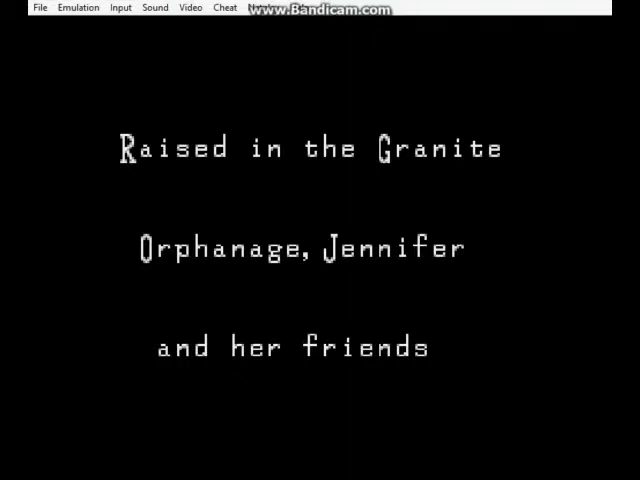 File Emulation Input Sound Video Cheat www.Bandicam.com
Raised in the Granite
Orphanage, Jennifer
and her friends